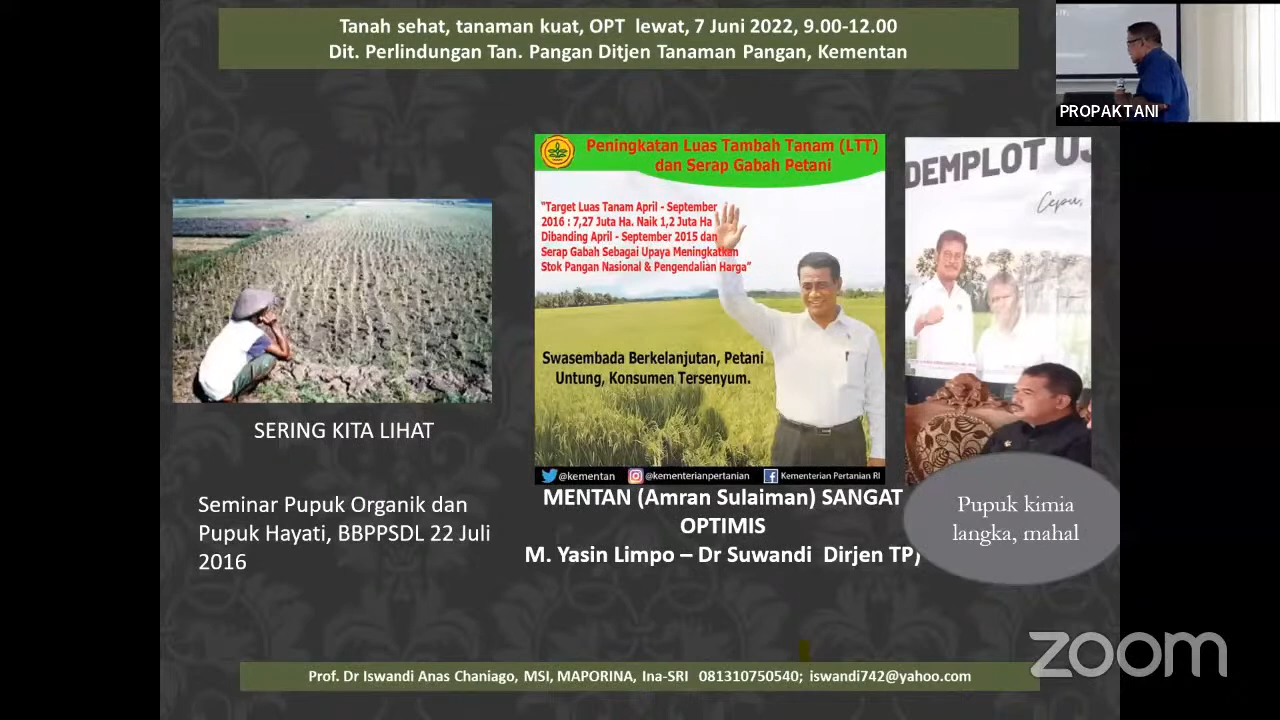 Tanah sehat, tanaman kuat, OPT lewat, 7 Juni 2022, 9.00-12.00
Dit. Perlindungan Tan. Pangan Ditjen Tanaman Pangan, Kementan
PROPAKTANI
Peningkatan Luas Tambah Tanam (LTT)
dan Serap Gabah Petani
"Target Luas Tanam April - September
2016 : 7,27 Juta Ha. Naik 1,2 Juta Ha
Dibanding April - September 2015 dan
Serap Gabah Sebagai Upaya Meningkatkan
Stok Pangan Nasional & Pengendalian Harga"
Swasembada Berkelanjutan, Petani
Untung, Konsumen Tersenyum.
@kementan @kementerianpertanian Kementerian Pertanian RI
DEMPLOT
Cepu,
SERING KITA LIHAT
Seminar Pupuk Organik dan
Pupuk Hayati, BBPPSDL 22 Juli
2016
MENTAN (Amran Sulaiman) SANGAT
OPTIMIS
M. Yasin Limpo – Dr Suwandi Dirjen TP)
Pupuk kimia
langka, mahal
Prof. Dr Iswandi Anas Chaniago, MSI, MAPORINA, Ina-SRI 081310750540; iswandi742@yahoo.com
zoom